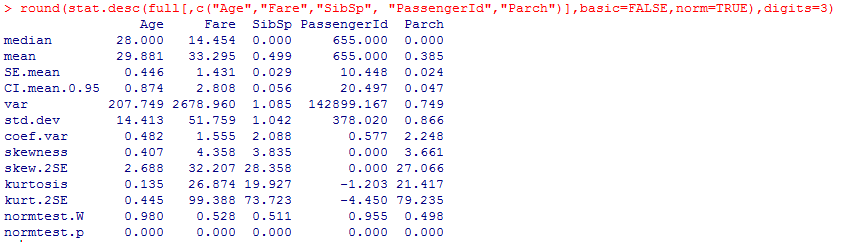 > round(stat.desc(full[,c("Age","Fare","SibSp", "PassengerId","Parch")],basic=FALSE,norm=TRUE),digits=3)
                 Age     Fare  SibSp PassengerId  Parch
median        28.000   14.454  0.000     655.000  0.000
mean          29.881   33.295  0.499     655.000  0.385
SE.mean        0.446    1.431  0.029      10.448  0.024
CI.mean.0.95   0.874    2.808  0.056      20.497  0.047
var          207.749 2678.960  1.085  142899.167  0.749
std.dev       14.413   51.759  1.042     378.020  0.866
coef.var       0.482    1.555  2.088       0.577  2.248
skewness       0.407    4.358  3.835       0.000  3.661
skew.2SE       2.688   32.207 28.358       0.000 27.066
kurtosis       0.135   26.874 19.927      -1.203 21.417
kurt.2SE       0.445   99.388 73.723      -4.450 79.235
normtest.W     0.980    0.528  0.511       0.955  0.498
normtest.p     0.000    0.000  0.000       0.000  0.000